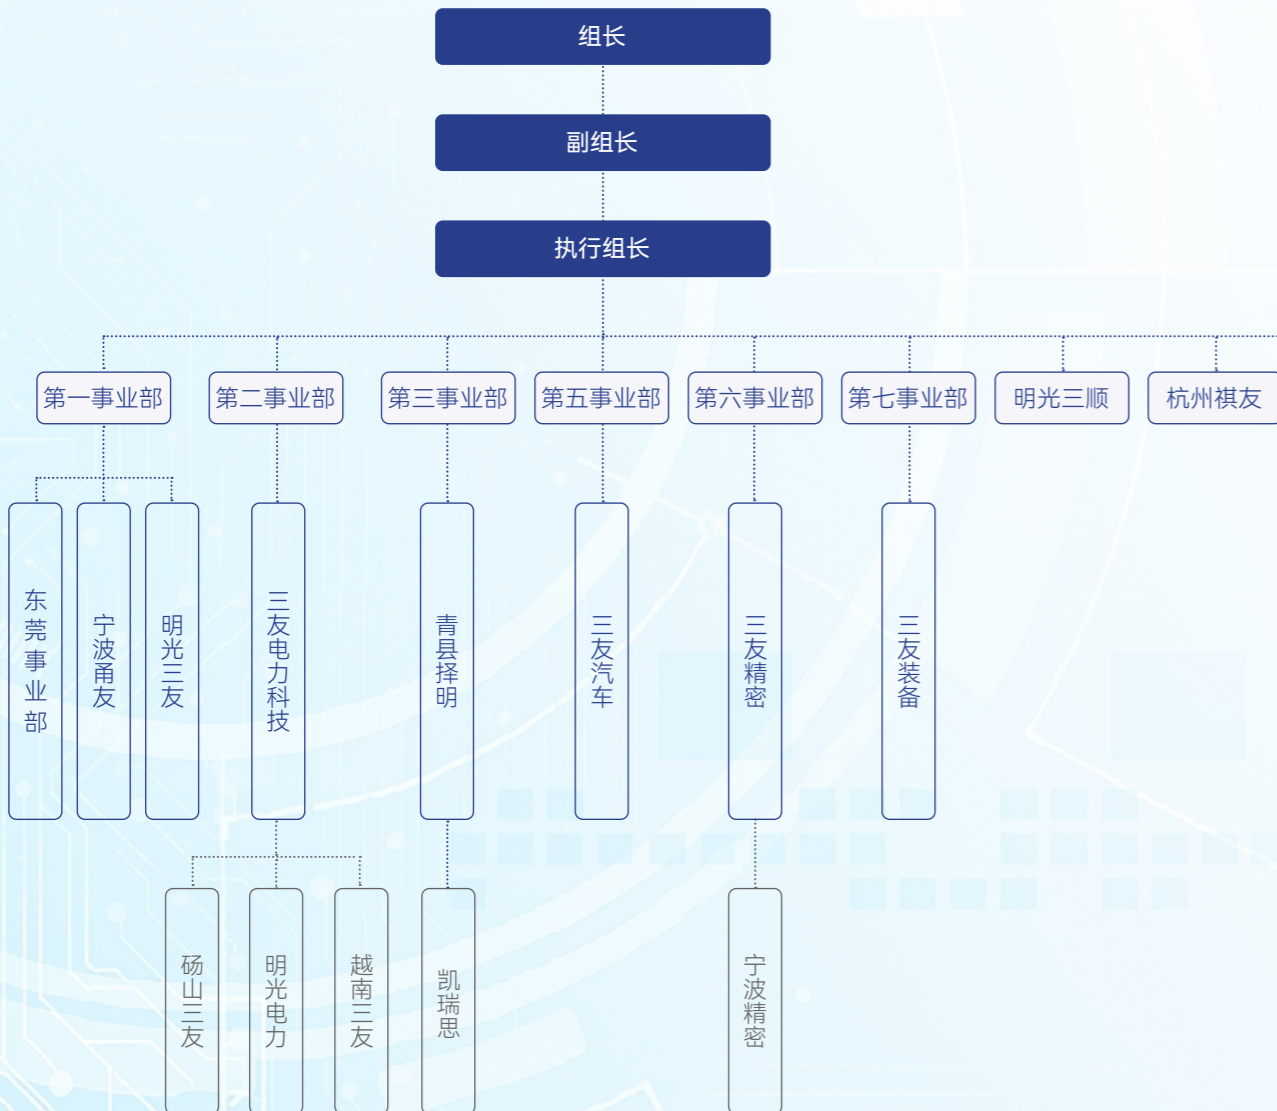 组长
副组长
执行组长
第一事业部
第二事业部
第三事业部
第五事业部
第六事业部
第七事业部
明光三顺
杭州祺友
东莞事业部
宁波甬友
明光三友
三友电力科技
青县择明
三友汽车
三友精密
三友装备
砀山三友
明光电力
越南三友
凯瑞思
宁波精密